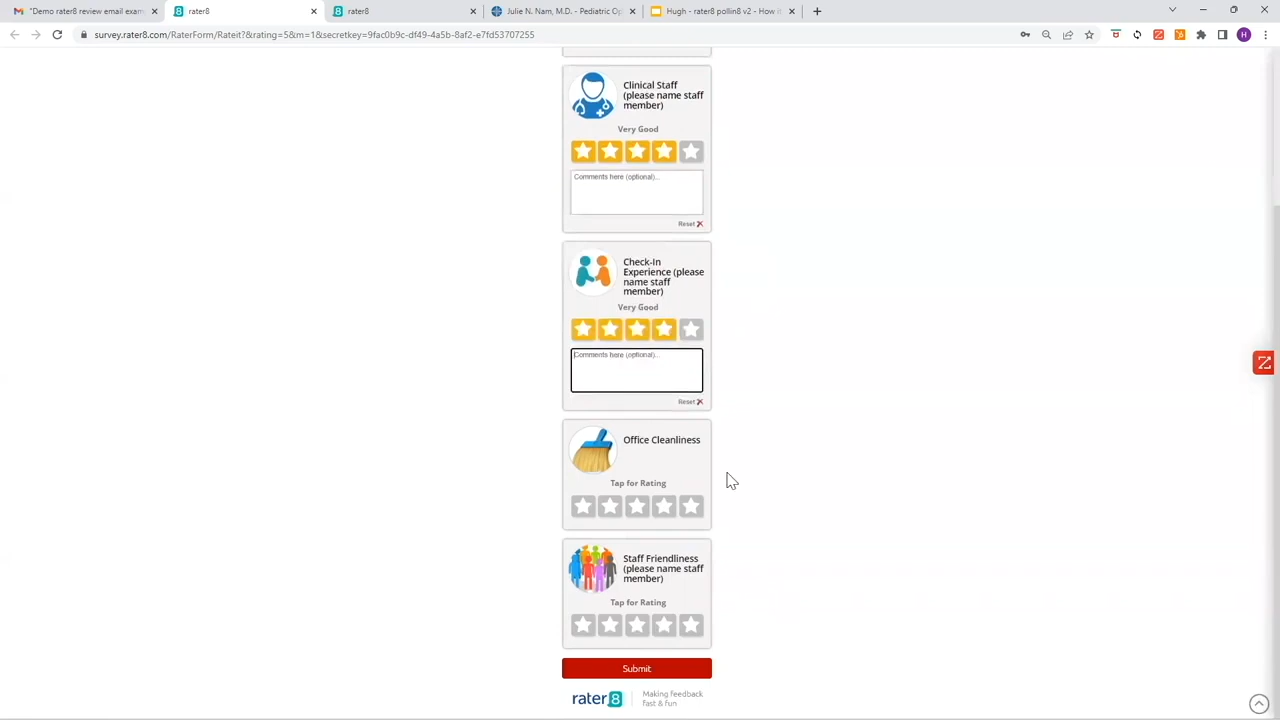 "Demo rater8 review email exam
rater8
rater8
Julie N. Nam, M.D. - Pediatric Op
Hugh - rater8 pollin8 v2 - How it
survey.rater8.com/RaterForm/Rateit?&rating=5&m=1&secretkey=9fac0b9c-df49-4a5b-8af2-e7fd53707255
H
Clinical Staff
(please name staff
member)
Very Good
Comments here (optional)...
Reset
Check-In
Experience (please
name staff
member)
Very Good
Comments here (optional)...
Reset
Office Cleanliness
Tap for Rating
Staff Friendliness
(please name staff
member)
Tap for Rating
Submit
rater8
Making feedback
fast & fun